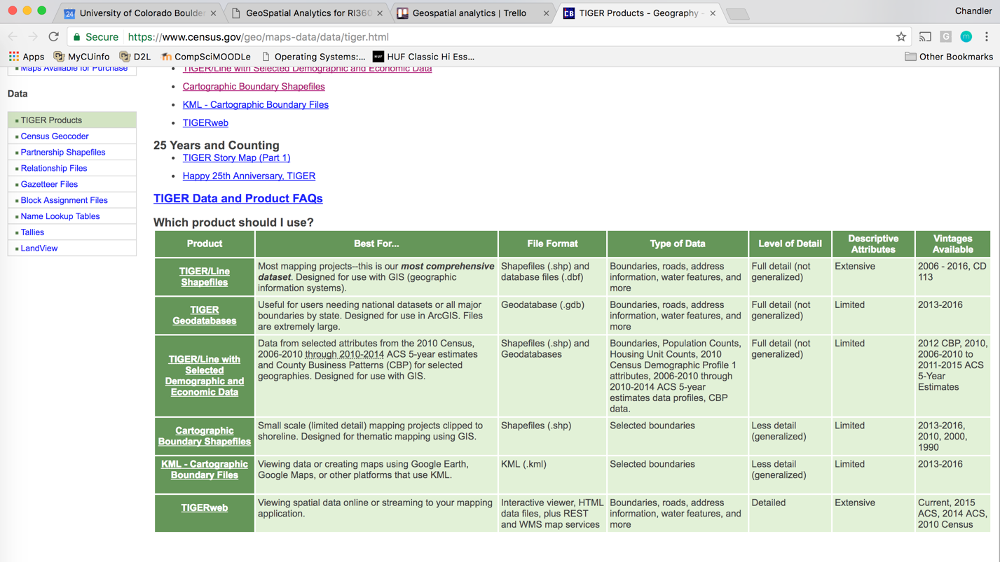 University of Colorado Boulder
GeoSpatial Analytics for RI360
Geospatial analytics | Trello
TIGER Products - Geography -
Chandler
Secure https://www.census.gov/geo/maps-data/data/tiger.html
Apps MyCUinfo D2L CompSciMOODLe Operating Systems:... HUF Classic Hi Ess... Other Bookmarks
Maps Available for Purchase
Data
TIGER Products
Census Geocoder
Partnership Shapefiles
Relationship Files
Gazetteer Files
Block Assignment Files
Name Lookup Tables
Tallies
LandView
TIGER/Line with Selected Demographic and Economic Data
Cartographic Boundary Shapefiles
KML - Cartographic Boundary Files
TIGERweb
25 Years and Counting
TIGER Story Map (Part 1)
Happy 25th Anniversary, TIGER
TIGER Data and Product FAQs
Which product should I use?
Product
Best For...
File Format
Type of Data
Level of Detail
Descriptive
Attributes
Vintages
Available
TIGER/Line
Shapefiles
Most mapping projects--this is our most comprehensive
dataset. Designed for use with GIS (geographic
information systems).
Shapefiles (.shp) and
database files (.dbf)
Boundaries, roads, address
information, water features, and
more
Full detail (not
generalized)
Extensive
2006 - 2016, CD
113
TIGER
Geodatabases
Useful for users needing national datasets or all major
boundaries by state. Designed for use in ArcGIS. Files
are extremely large.
Geodatabase (.gdb)
Boundaries, roads, address
information, water features, and
more
Full detail (not
generalized)
Limited
2013-2016
TIGER/Line with
Selected
Demographic and
Economic Data
Data from selected attributes from the 2010 Census,
2006-2010 through 2010-2014 ACS 5-year estimates
and County Business Patterns (CBP) for selected
geographies. Designed for use with GIS.
Shapefiles (.shp) and
Geodatabases
Boundaries, Population Counts,
Housing Unit Counts, 2010
Census Demographic Profile 1
attributes, 2006-2010 through
2010-2014 ACS 5-year
estimates data profiles, CBP
data.
Full detail (not
generalized)
Limited
2012 CBP, 2010,
2006-2010 to
2011-2015 ACS
5-Year
Estimates
Cartographic
Boundary Shapefiles
Small scale (limited detail) mapping projects clipped to
shoreline. Designed for thematic mapping using GIS.
Shapefiles (.shp)
Selected boundaries
Less detail
(generalized)
Limited
2013-2016,
2010, 2000,
1990
KML - Cartographic
Boundary Files
Viewing data or creating maps using Google Earth,
Google Maps, or other platforms that use KML.
KML (.kml)
Selected boundaries
Less detail
(generalized)
Limited
2013-2016
TIGERweb
Viewing spatial data online or streaming to your mapping
application.
Interactive viewer, HTML
data files, plus REST
and WMS map services
Boundaries, roads, address
information, water features, and
more
Detailed
Extensive
Current, 2015
ACS, 2014 ACS,
2010 Census